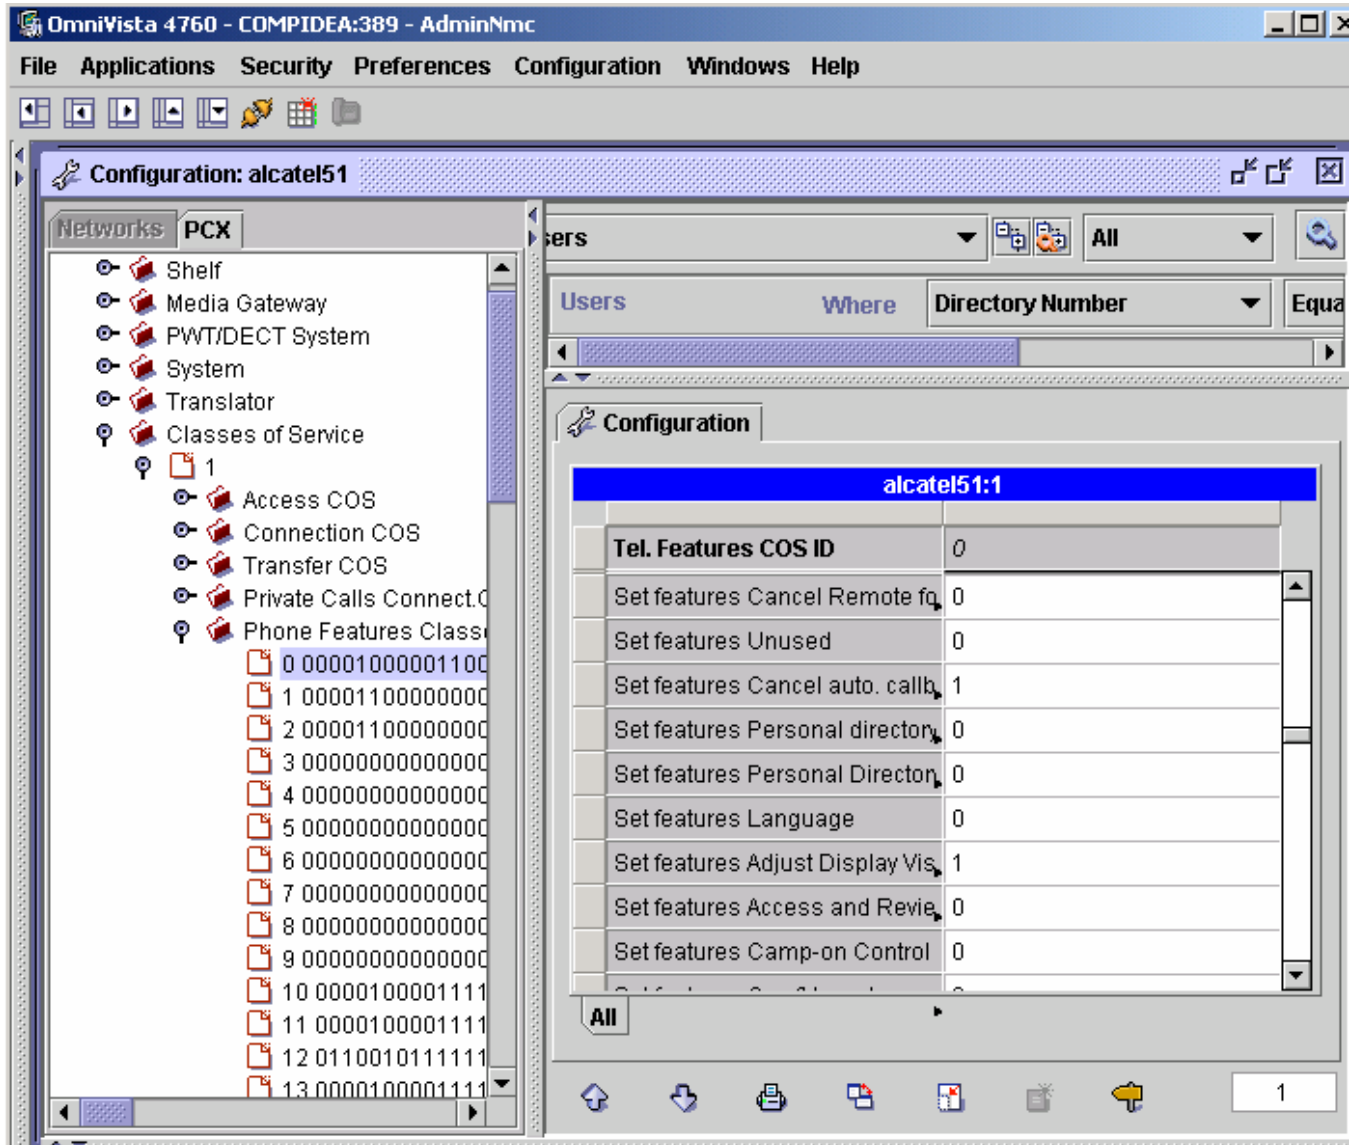 OmniVista 4760 - COMPIDEA:389 - AdminNmc
File Applications Security Preferences Configuration Windows Help
Configuration: alcatel51
Networks PCX
sers
All
Users Where Directory Number Equa
Shelf
Media Gateway
PWT/DECT System
System
Translator
Classes of Service
1
Access COS
Connection COS
Transfer COS
Private Calls Connect.C
Phone Features Class
0 00001000001100
1 00001100000000
2 00001100000000
3 00000000000000
4 00000000000000
5 00000000000000
6 00000000000000
7 00000000000000
8 00000000000000
9 00000000000000
10 0000100001111
11 0000100001111
12 0110010111111
13 0000100001111
Configuration
alcatel51:1
Tel. Features COS ID 0
Set features Cancel Remote fo 0
Set features Unused 0
Set features Cancel auto. callb 1
Set features Personal directory 0
Set features Personal Director 0
Set features Language 0
Set features Adjust Display Vis 1
Set features Access and Revie 0
Set features Camp-on Control 0
All
1